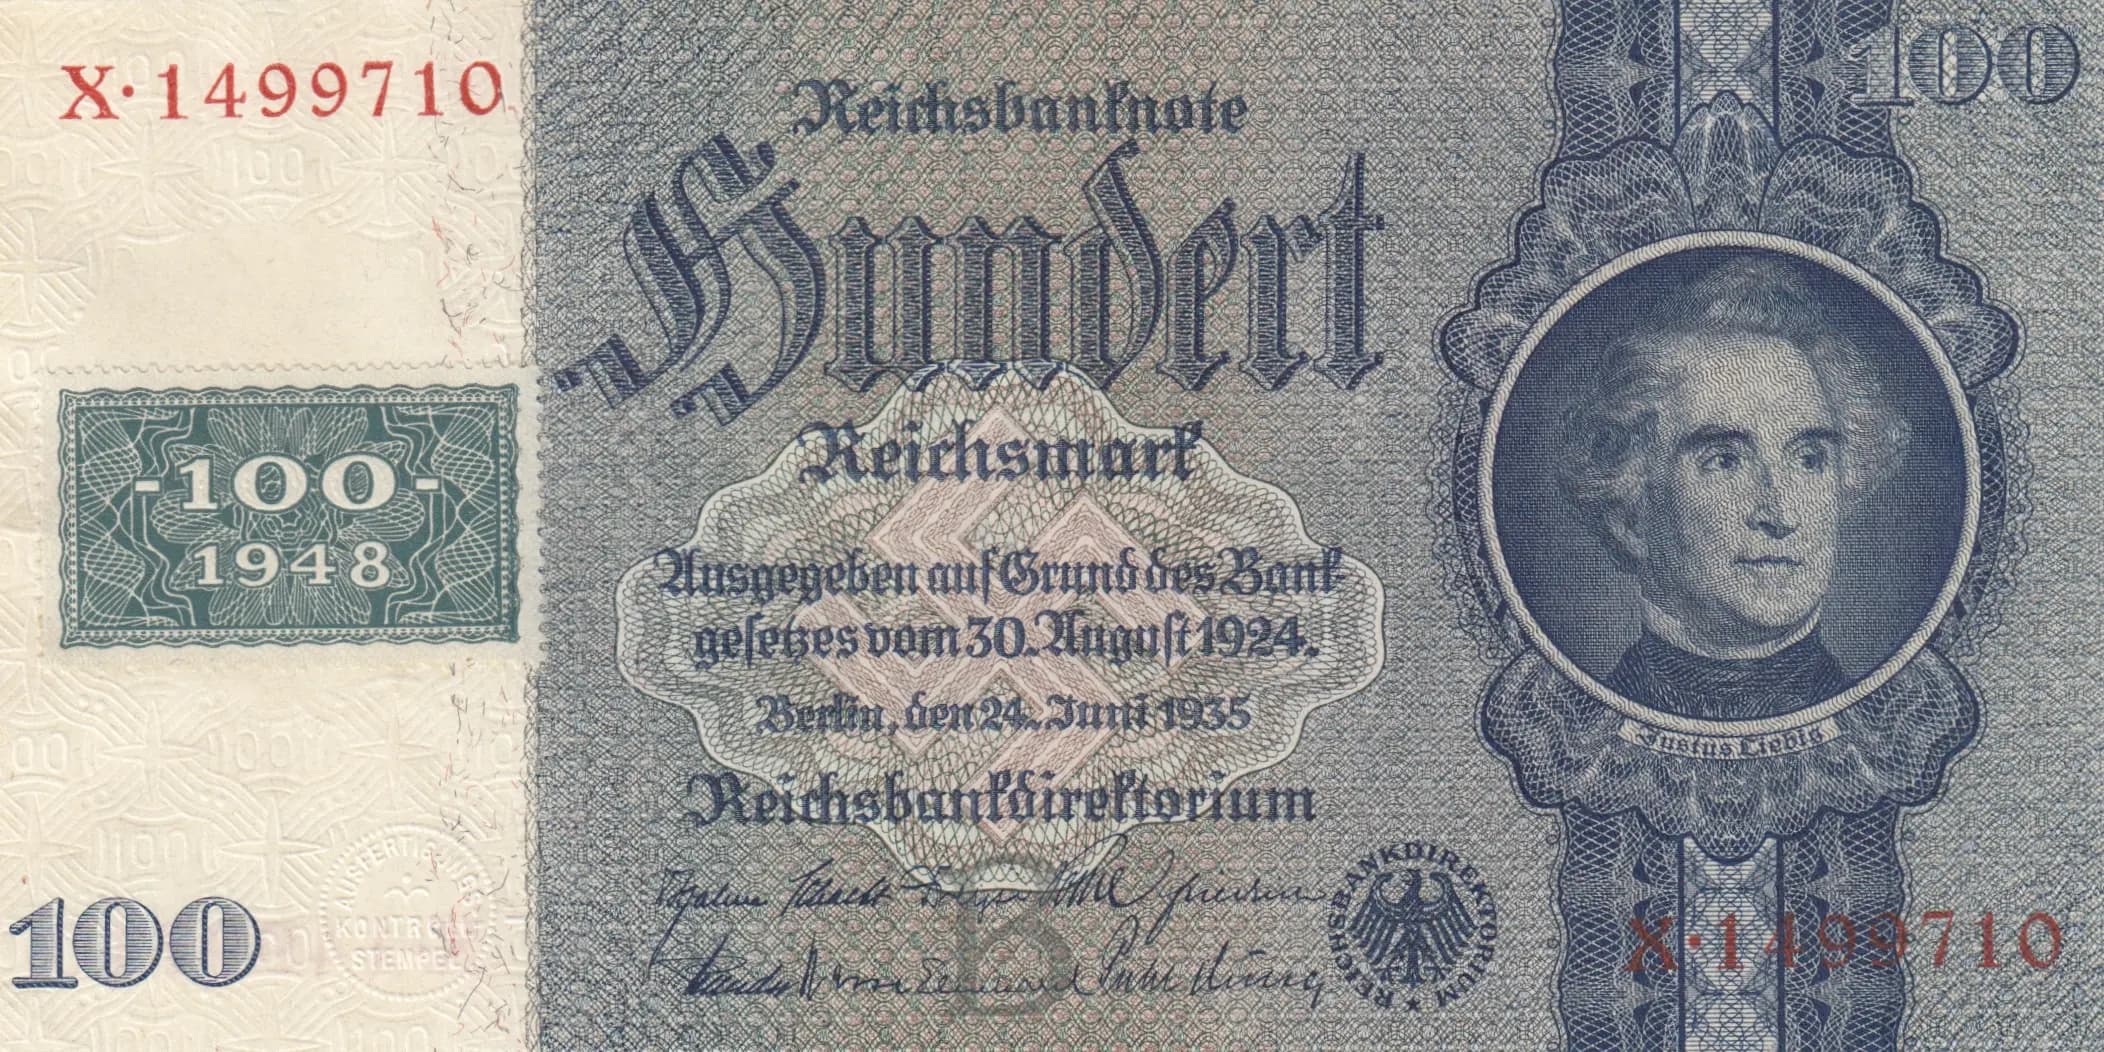 X·1499710
100
Reichsbanknote
Hundert
Reichsmark
-100-
1948
Ausgegeben auf Grund des Bank-
gesetzes vom 30. August 1924.
Berlin, den 24. Juni 1935
Reichsbankdirektorium
Justus Liebig
REICHSBANKDIREKTORIUM
AUSFERTIGUNGS
KONTROLL
STEMPEL
100
b
X·1499710